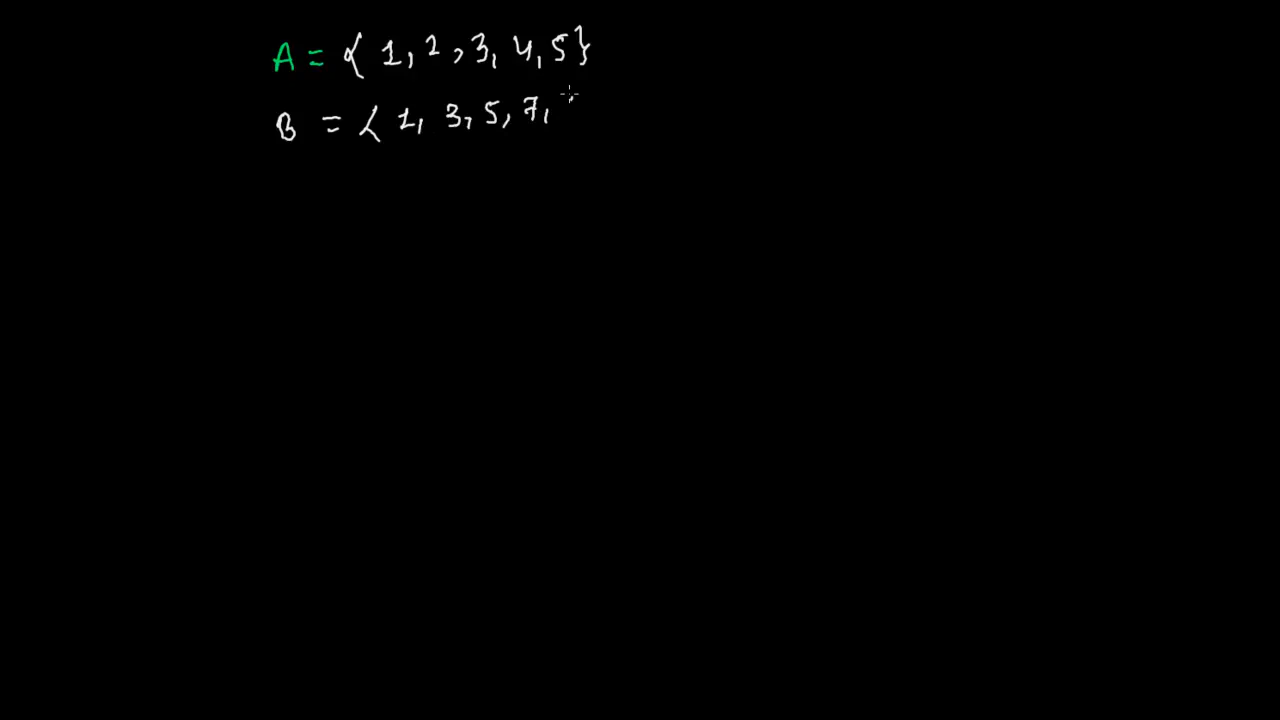 A = { 1, 2, 3, 4, 5}
B = { 1, 3, 5, 7,